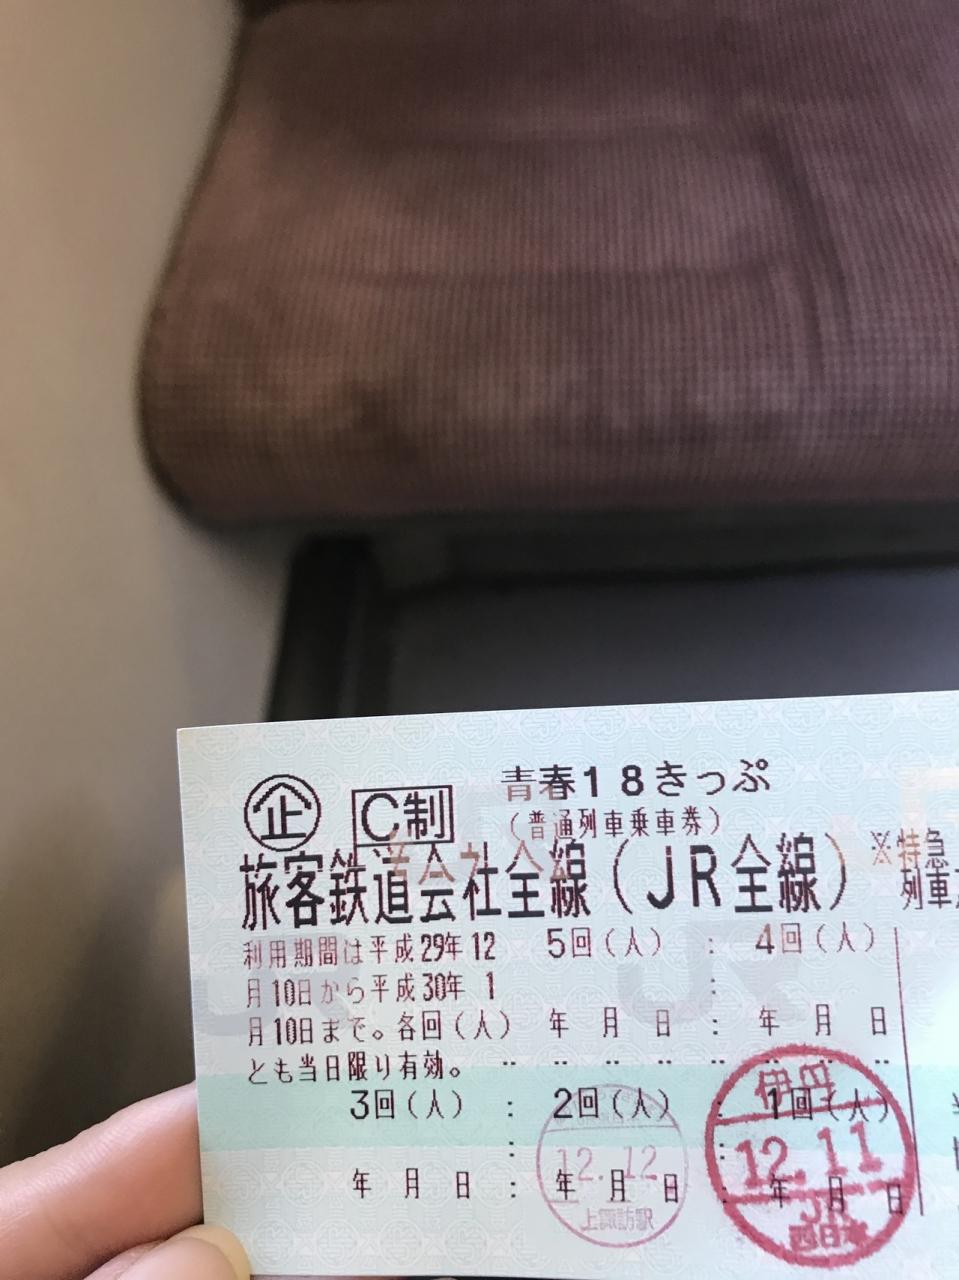 企 C制 青春18きっぷ
(普通列車乗車券)
旅客鉄道会社全線(JR全線)
※特急
列車
利用期間は平成29年12
月10日から平成30年 1
月10日まで。各回(人)
とも当日限り有効。
5回(人) : 4回(人)
年 月 日 : 年 月 日
3回(人) : 2回(人) : 1回(人)
年 月 日 : 年 月 日 : 年 月 日
12.12
上諏訪駅
伊丹
12.11
JR
西日本